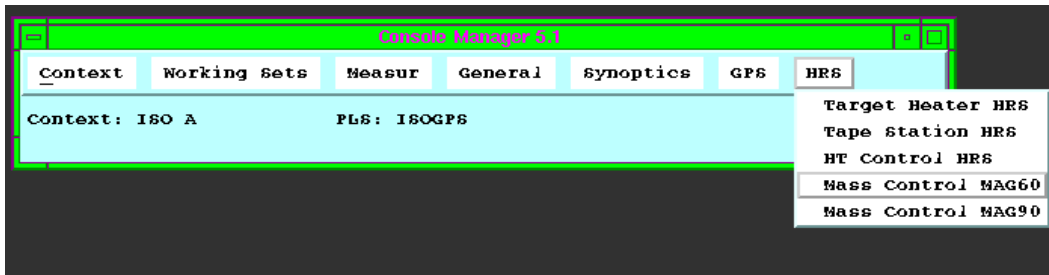 Console Manager 5.1
Context Working Sets Measur General Synoptics GPS HRS
Context: ISO A PLS: ISOGPS
Target Heater HRS
Tape Station HRS
HT Control HRS
Mass Control MAG60
Mass Control MAG90